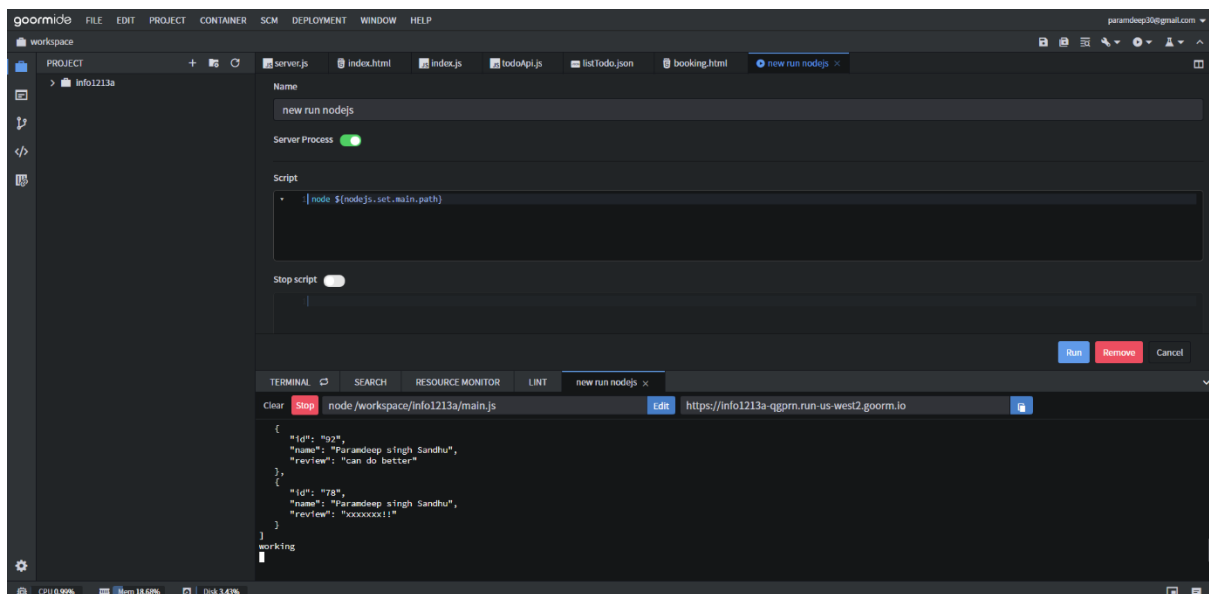 goormide FILE EDIT PROJECT CONTAINER SCM DEPLOYMENT WINDOW HELP paramdeep30@gmail.com
workspace
PROJECT
info1213a
server.js index.html index.js todoApi.js listTodo.json booking.html new run nodejs
Name
new run nodejs
Server Process
Script
1 node ${nodejs.set.main.path}
Stop script
1
Run Remove Cancel
TERMINAL SEARCH RESOURCE MONITOR LINT new run nodejs
Clear Stop node /workspace/info1213a/main.js Edit https://info1213a-qgprn.run-us-west2.goorm.io
{
"id": "92",
"name": "Paramdeep singh Sandhu",
"review": "can do better"
},
{
"id": "78",
"name": "Paramdeep singh Sandhu",
"review": "xxxxxxx!!"
}
]
working
CPU 0.99% Mem 18.68% Disk 3.43%